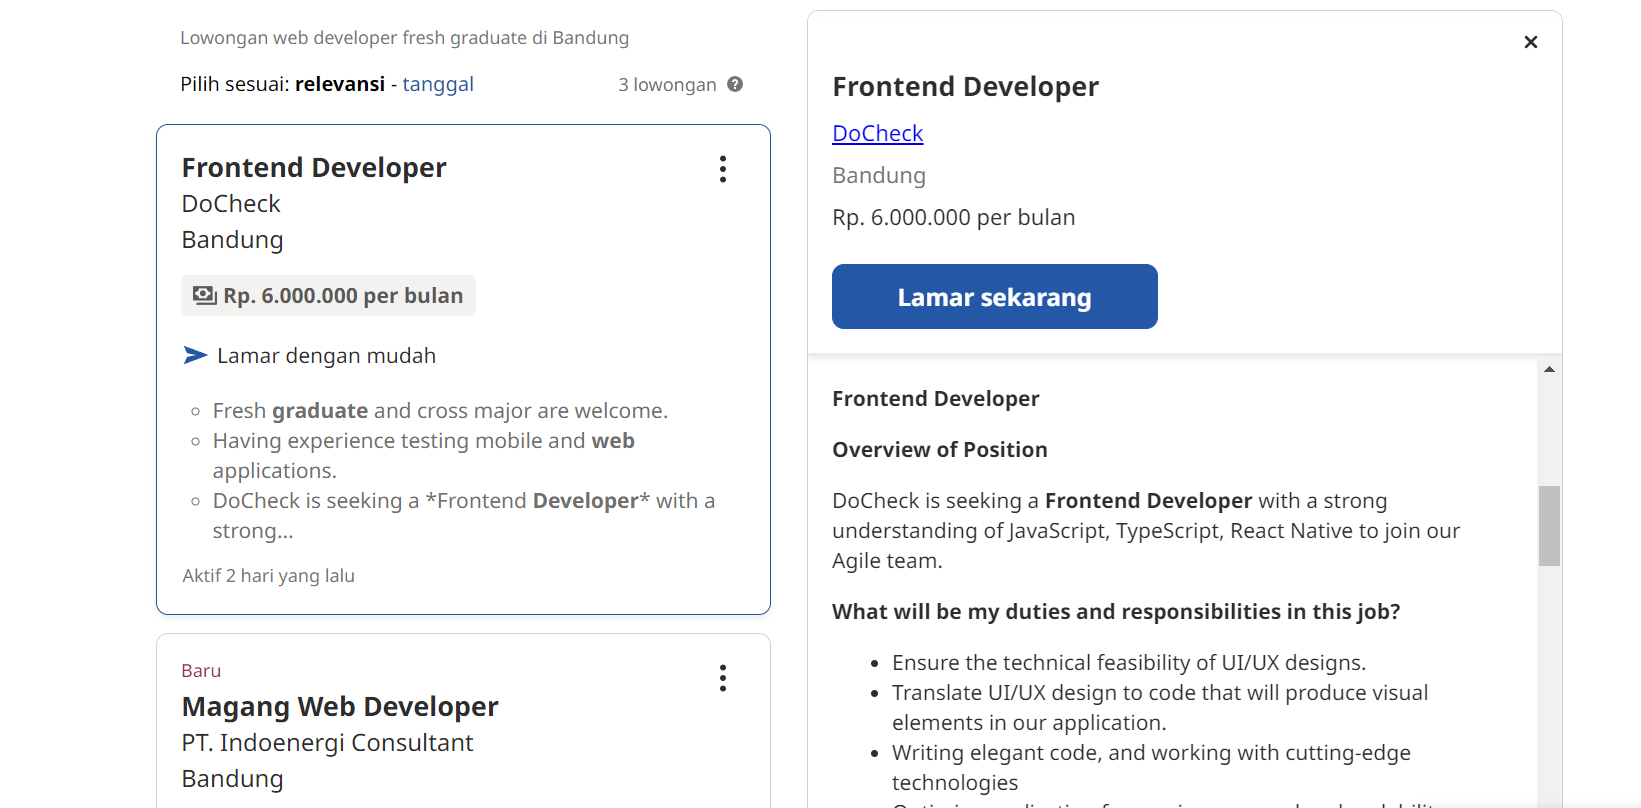 Lowongan web developer fresh graduate di Bandung
Pilih sesuai: relevansi - tanggal
3 lowongan
Frontend Developer
DoCheck
Bandung
Rp. 6.000.000 per bulan
Lamar dengan mudah
Fresh graduate and cross major are welcome.
Having experience testing mobile and web
applications.
DoCheck is seeking a *Frontend Developer* with a
strong...
Aktif 2 hari yang lalu
Baru
Magang Web Developer
PT. Indoenergi Consultant
Bandung
Frontend Developer
DoCheck
Bandung
Rp. 6.000.000 per bulan
Lamar sekarang
Frontend Developer
Overview of Position
DoCheck is seeking a Frontend Developer with a strong
understanding of JavaScript, TypeScript, React Native to join our
Agile team.
What will be my duties and responsibilities in this job?
Ensure the technical feasibility of UI/UX designs.
Translate UI/UX design to code that will produce visual
elements in our application.
Writing elegant code, and working with cutting-edge
technologies